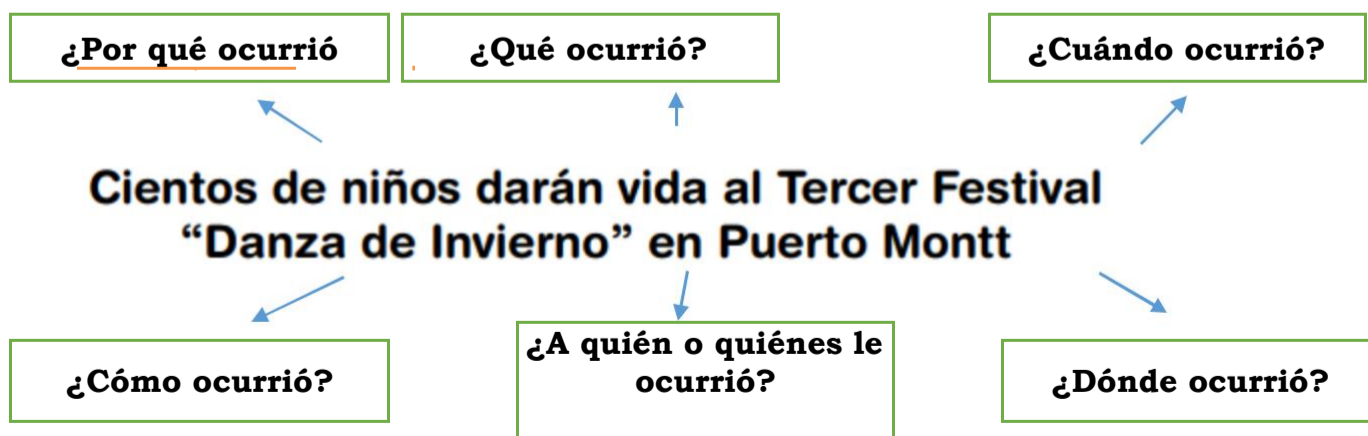 ¿Por qué ocurrió
¿Qué ocurrió?
¿Cuándo ocurrió?
Cientos de niños darán vida al Tercer Festival
“Danza de Invierno” en Puerto Montt
¿Cómo ocurrió?
¿A quién o quiénes le
ocurrió?
¿Dónde ocurrió?